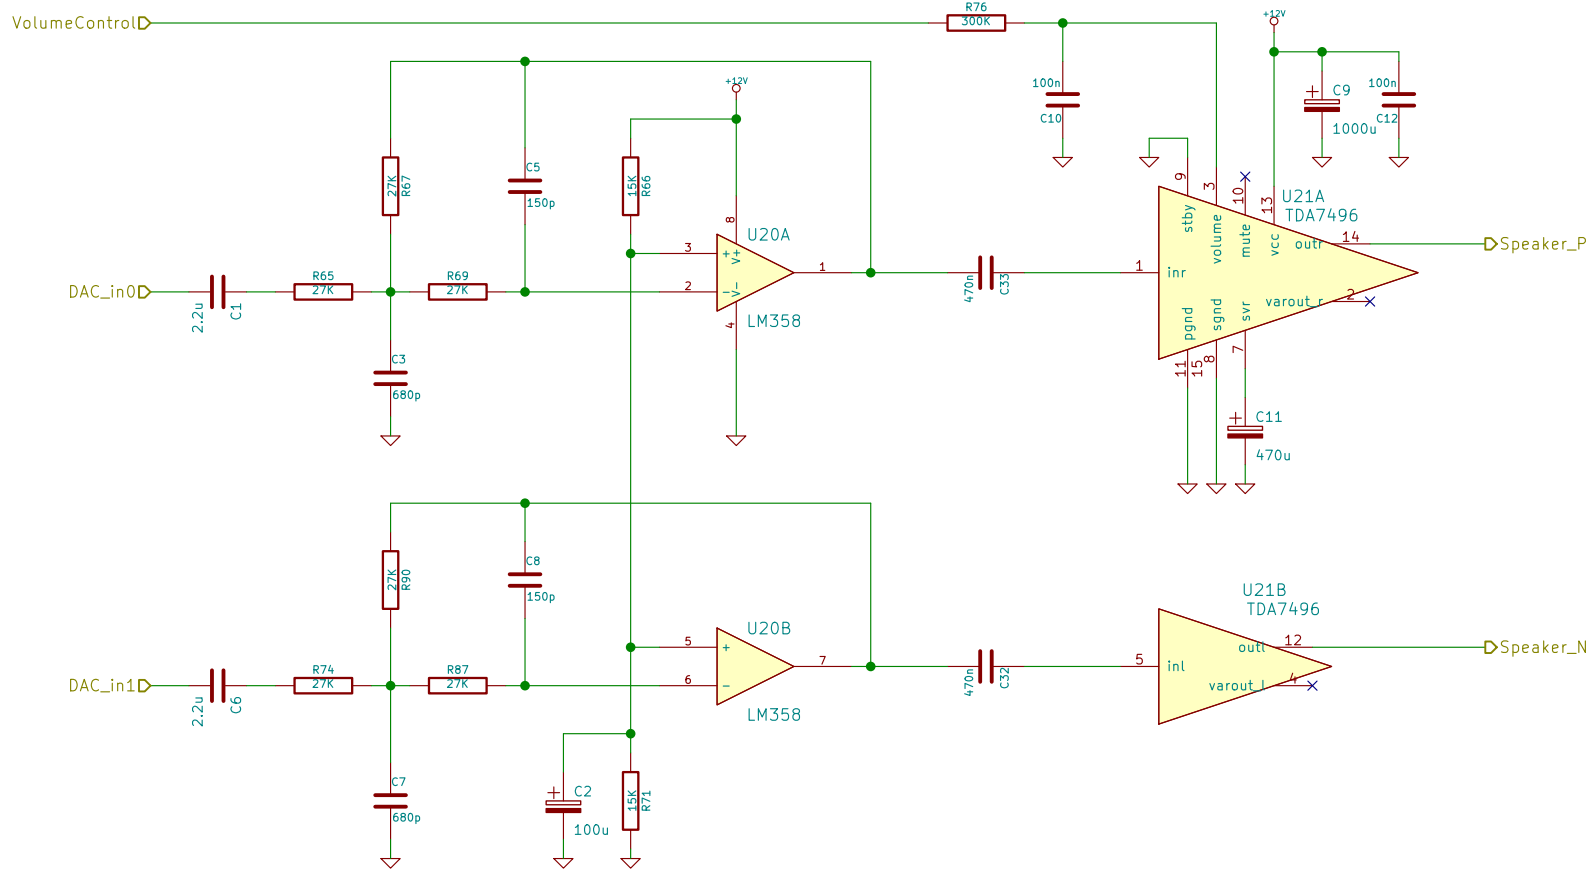 VolumeControl
R76
300K
+12V
100n
C10
C9
1000u
100n
C12
+12V
27K
R67
C5
150p
15K
R66
8
U20A
3
+
V+
1
2
-
V-
4
LM358
DAC_in0
2.2u
C1
R65
27K
R69
27K
C3
680p
470n
C33
9
3
10
13
U21A
TDA7496
stby
volume
mute
vcc
outr
14
Speaker_P
1
inr
varout_r
2
pgnd
sgnd
svr
11
15
8
7
C11
470u
27K
R90
C8
150p
U20B
5
+
7
6
-
LM358
DAC_in1
2.2u
C6
R74
27K
R87
27K
C7
680p
470n
C32
U21B
TDA7496
outl
12
Speaker_N
5
inl
varout_l
4
C2
100u
15K
R71